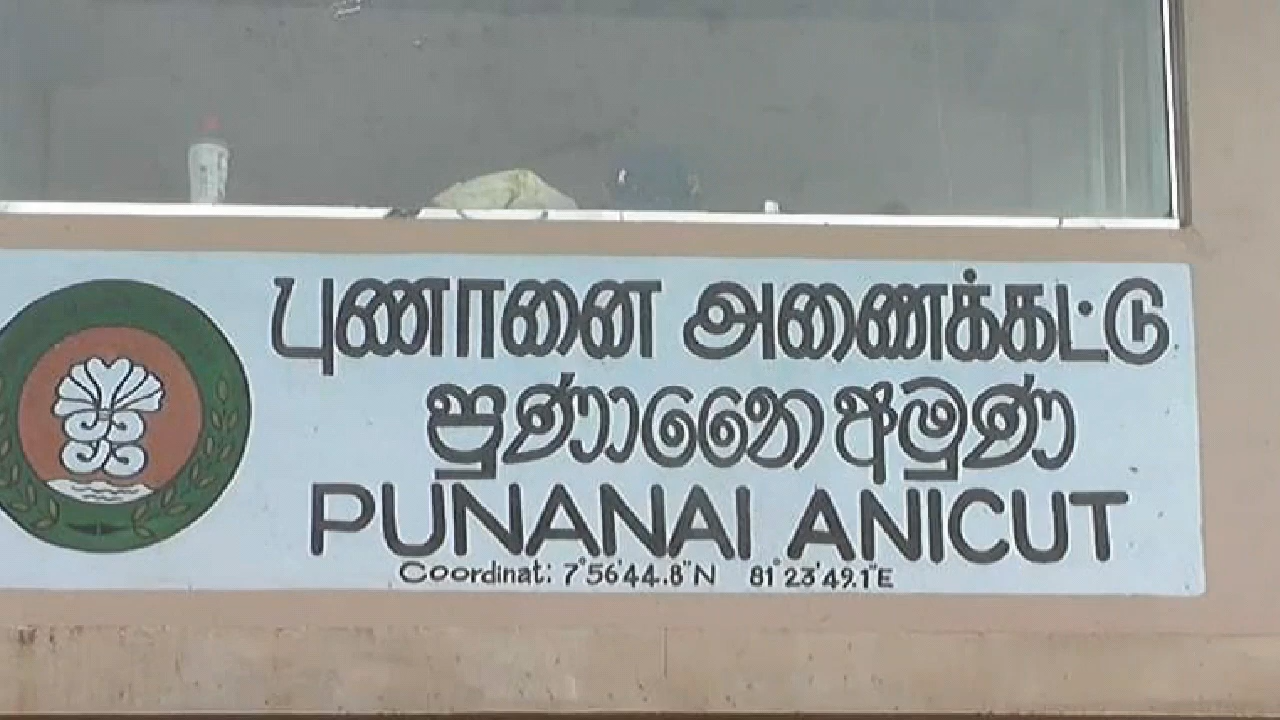 புணானை அணைக்கட்டு
පුණානෛ අමුණ
PUNANAI ANICUT
Coordinat: 7°56'44.8"N 81°23'49.1"E